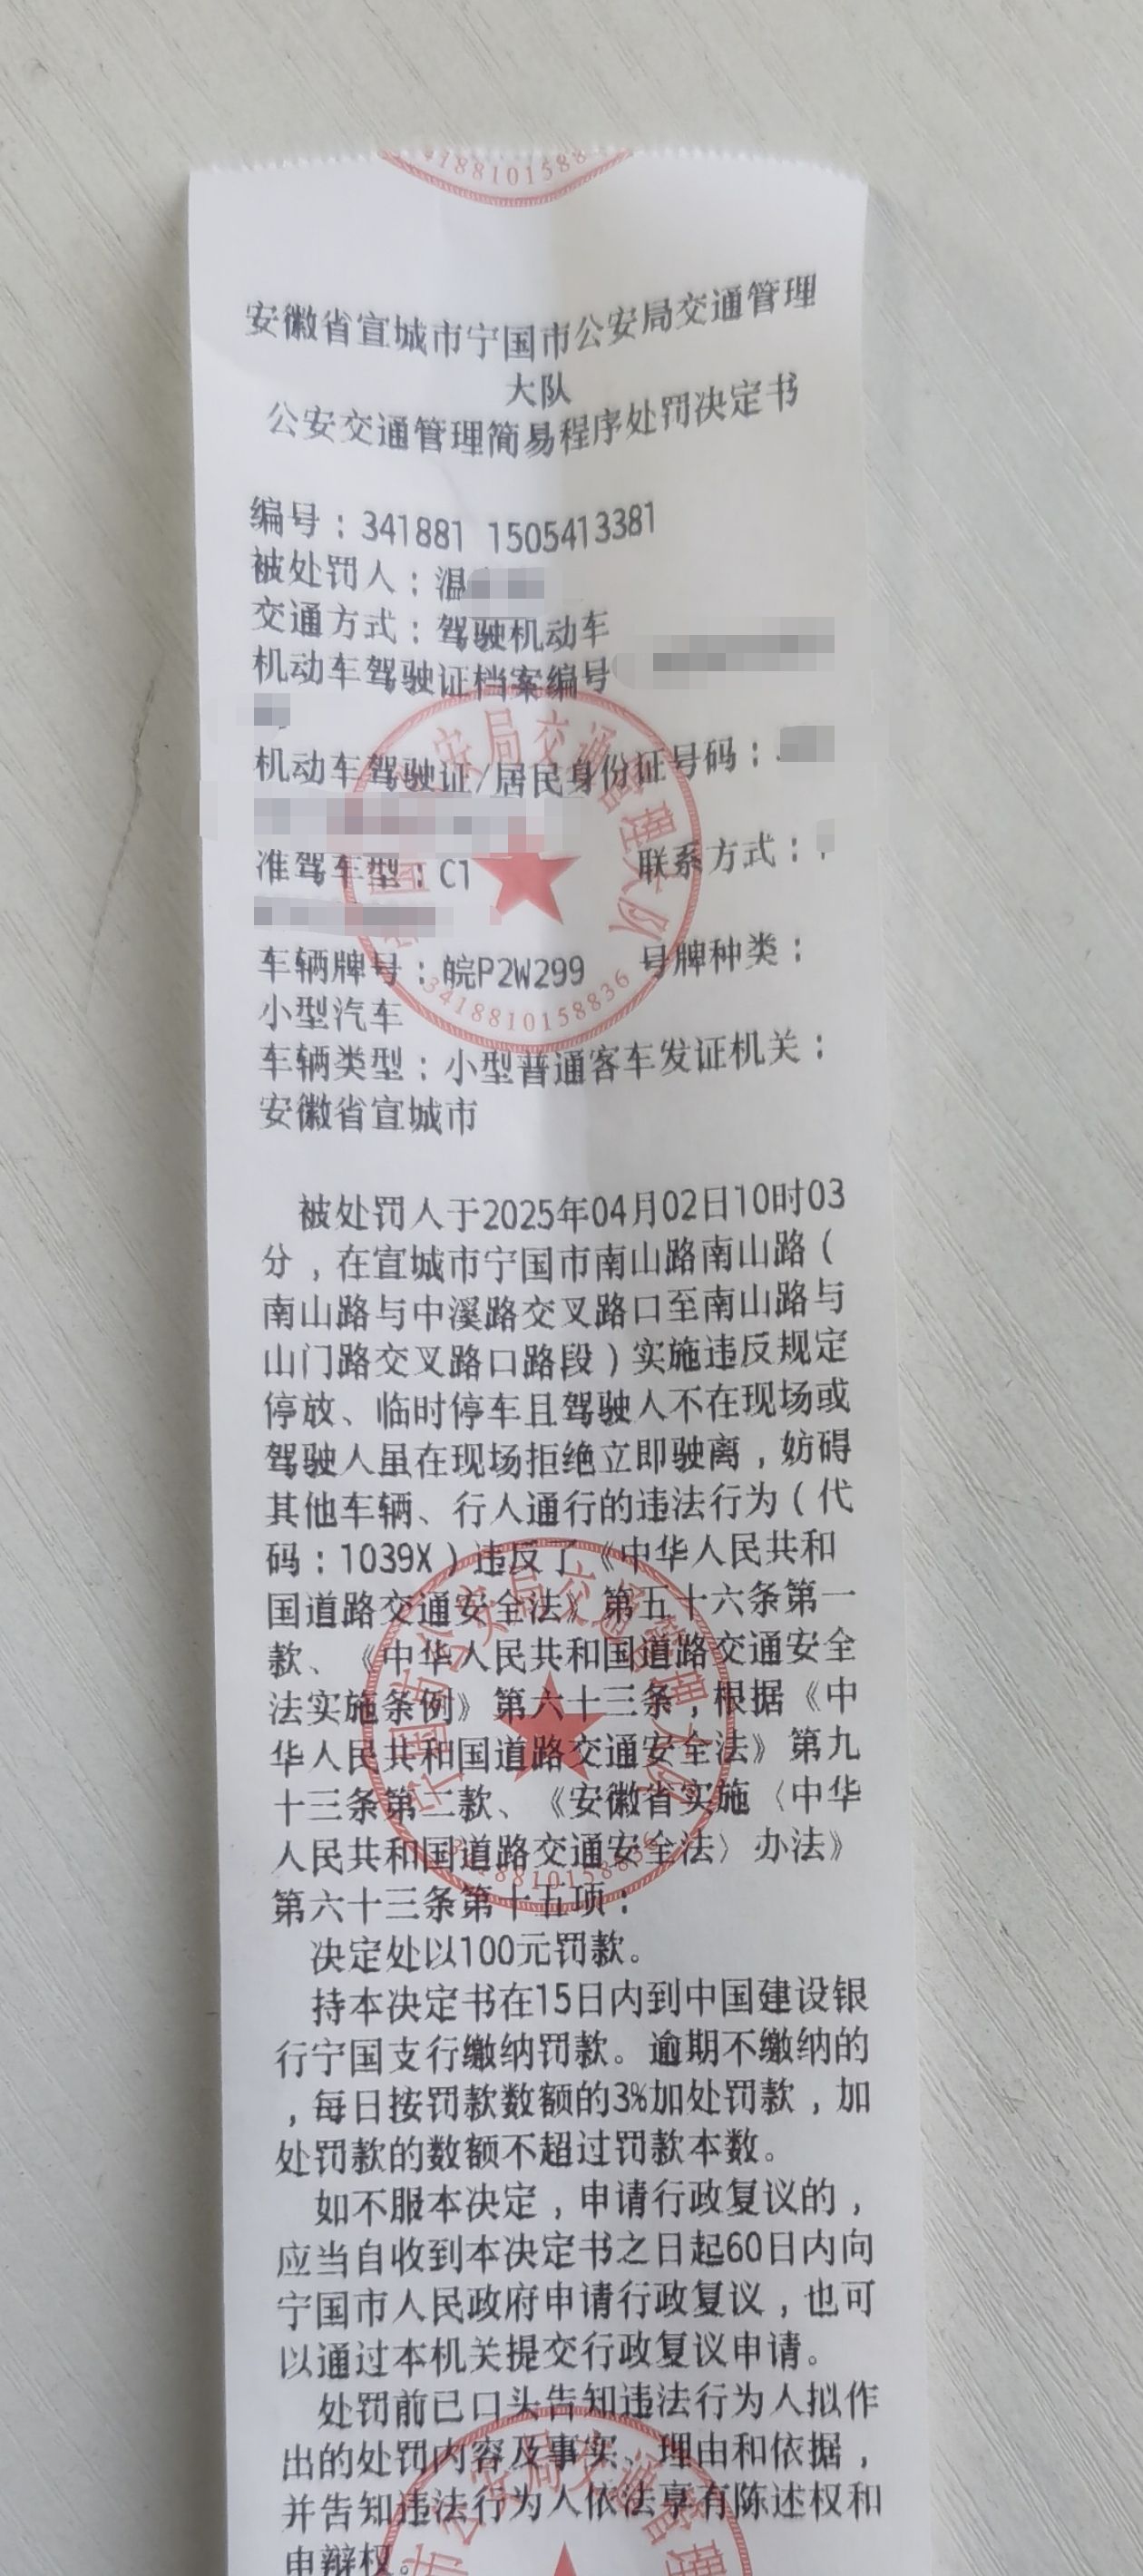 18810158
安徽省宣城市宁国市公安局交通管理
大队
公安交通管理简易程序处罚决定书
编号：341881 1505413381
被处罚人：温
交通方式：驾驶机动车
机动车驾驶证档案编号
机动车驾驶证/居民身份证号码：
准驾车型：C1 联系方式：
车辆牌号：皖P2W299 号牌种类：
小型汽车
车辆类型：小型普通客车发证机关：
安徽省宣城市
安局交通管理大队
3418810158836
被处罚人于2025年04月02日10时03
分，在宣城市宁国市南山路南山路（
南山路与中溪路交叉路口至南山路与
山门路交叉路口路段）实施违反规定
停放、临时停车且驾驶人不在现场或
驾驶人虽在现场拒绝立即驶离，妨碍
其他车辆、行人通行的违法行为（代
码：1039X）违反了《中华人民共和
国道路交通安全法》第五十六条第一
款、《中华人民共和国道路交通安全
法实施条例》第六十三条，根据《中
华人民共和国道路交通安全法》第九
十三条第二款、《安徽省实施〈中华
人民共和国道路交通安全法〉办法》
第六十三条第十五项：
决定处以100元罚款。
持本决定书在15日内到中国建设银
行宁国支行缴纳罚款。逾期不缴纳的
，每日按罚款数额的3%加处罚款，加
处罚款的数额不超过罚款本数。
如不服本决定，申请行政复议的，
应当自收到本决定书之日起60日内向
宁国市人民政府申请行政复议，也可
以通过本机关提交行政复议申请。
处罚前已口头告知违法行为人拟作
出的处罚内容及事实、理由和依据，
并告知违法行为人依法享有陈述权和
申辩权。